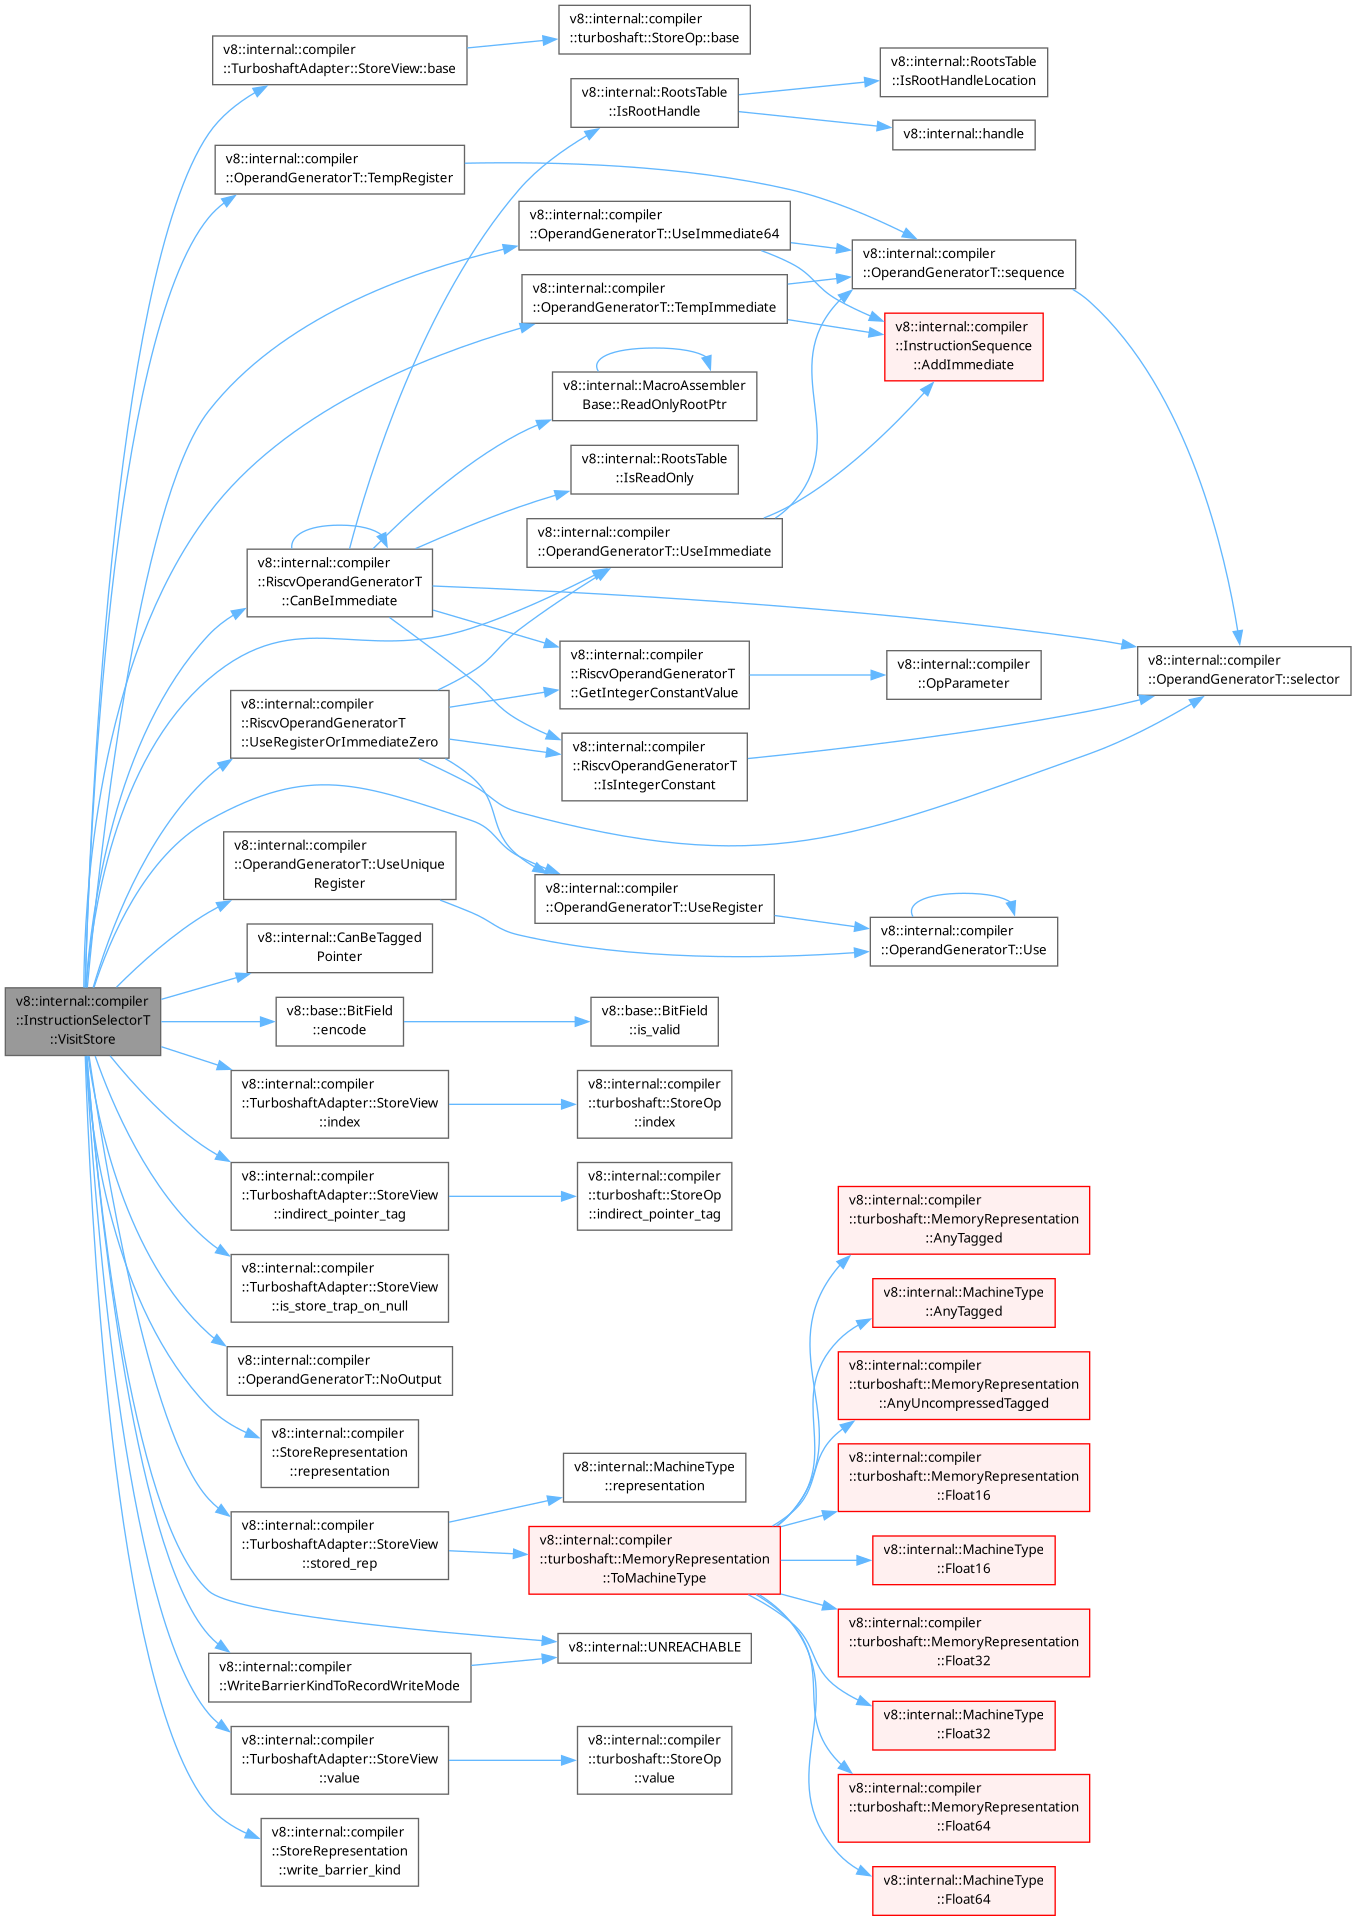 v8::internal::compiler
::InstructionSelectorT
::VisitStore
v8::internal::compiler
::TurboshaftAdapter::StoreView::base
v8::internal::compiler
::turboshaft::StoreOp::base
v8::internal::compiler
::OperandGeneratorT::TempRegister
v8::internal::RootsTable
::IsRootHandle
v8::internal::RootsTable
::IsRootHandleLocation
v8::internal::handle
v8::internal::compiler
::OperandGeneratorT::UseImmediate64
v8::internal::compiler
::OperandGeneratorT::sequence
v8::internal::compiler
::OperandGeneratorT::TempImmediate
v8::internal::compiler
::InstructionSequence
::AddImmediate
v8::internal::MacroAssembler
Base::ReadOnlyRootPtr
v8::internal::RootsTable
::IsReadOnly
v8::internal::compiler
::OperandGeneratorT::UseImmediate
v8::internal::compiler
::RiscvOperandGeneratorT
::CanBeImmediate
v8::internal::compiler
::RiscvOperandGeneratorT
::GetIntegerConstantValue
v8::internal::compiler
::OpParameter
v8::internal::compiler
::OperandGeneratorT::selector
v8::internal::compiler
::RiscvOperandGeneratorT
::UseRegisterOrImmediateZero
v8::internal::compiler
::RiscvOperandGeneratorT
::IsIntegerConstant
v8::internal::compiler
::OperandGeneratorT::UseUnique
Register
v8::internal::compiler
::OperandGeneratorT::UseRegister
v8::internal::compiler
::OperandGeneratorT::Use
v8::internal::CanBeTagged
Pointer
v8::base::BitField
::encode
v8::base::BitField
::is_valid
v8::internal::compiler
::TurboshaftAdapter::StoreView
::index
v8::internal::compiler
::turboshaft::StoreOp
::index
v8::internal::compiler
::TurboshaftAdapter::StoreView
::indirect_pointer_tag
v8::internal::compiler
::turboshaft::StoreOp
::indirect_pointer_tag
v8::internal::compiler
::TurboshaftAdapter::StoreView
::is_store_trap_on_null
v8::internal::compiler
::OperandGeneratorT::NoOutput
v8::internal::compiler
::StoreRepresentation
::representation
v8::internal::compiler
::TurboshaftAdapter::StoreView
::stored_rep
v8::internal::MachineType
::representation
v8::internal::compiler
::turboshaft::MemoryRepresentation
::ToMachineType
v8::internal::compiler
::turboshaft::MemoryRepresentation
::AnyTagged
v8::internal::MachineType
::AnyTagged
v8::internal::compiler
::turboshaft::MemoryRepresentation
::AnyUncompressedTagged
v8::internal::compiler
::turboshaft::MemoryRepresentation
::Float16
v8::internal::MachineType
::Float16
v8::internal::compiler
::turboshaft::MemoryRepresentation
::Float32
v8::internal::MachineType
::Float32
v8::internal::compiler
::turboshaft::MemoryRepresentation
::Float64
v8::internal::MachineType
::Float64
v8::internal::UNREACHABLE
v8::internal::compiler
::WriteBarrierKindToRecordWriteMode
v8::internal::compiler
::TurboshaftAdapter::StoreView
::value
v8::internal::compiler
::turboshaft::StoreOp
::value
v8::internal::compiler
::StoreRepresentation
::write_barrier_kind